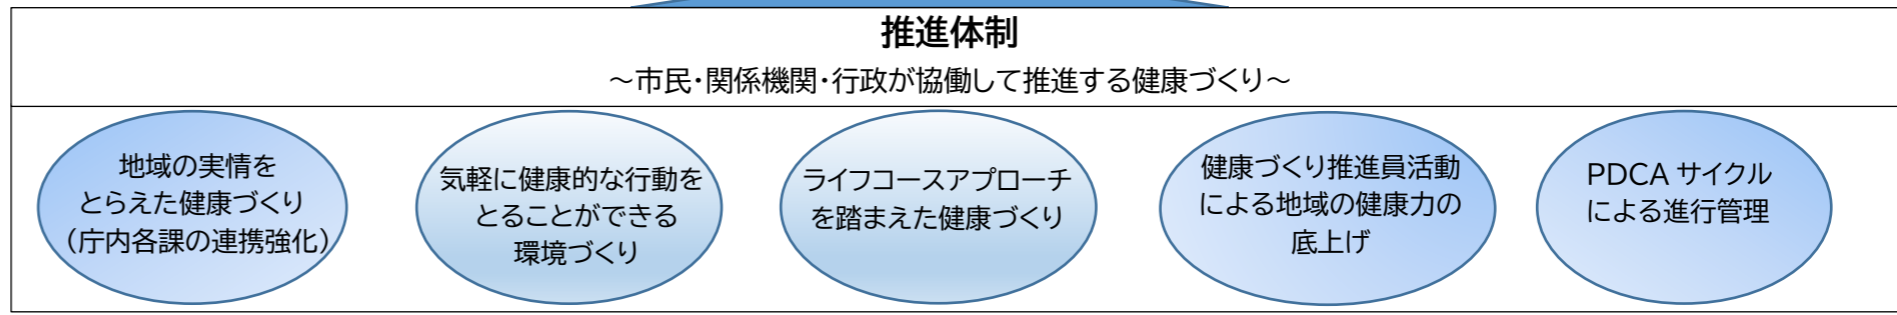 推進体制
～市民・関係機関・行政が協働して推進する健康づくり～
地域の実情を
とらえた健康づくり
（庁内各課の連携強化）
気軽に健康的な行動を
とることができる
環境づくり
ライフコースアプローチ
を踏まえた健康づくり
健康づくり推進員活動
による地域の健康力の
底上げ
PDCA サイクル
による進行管理